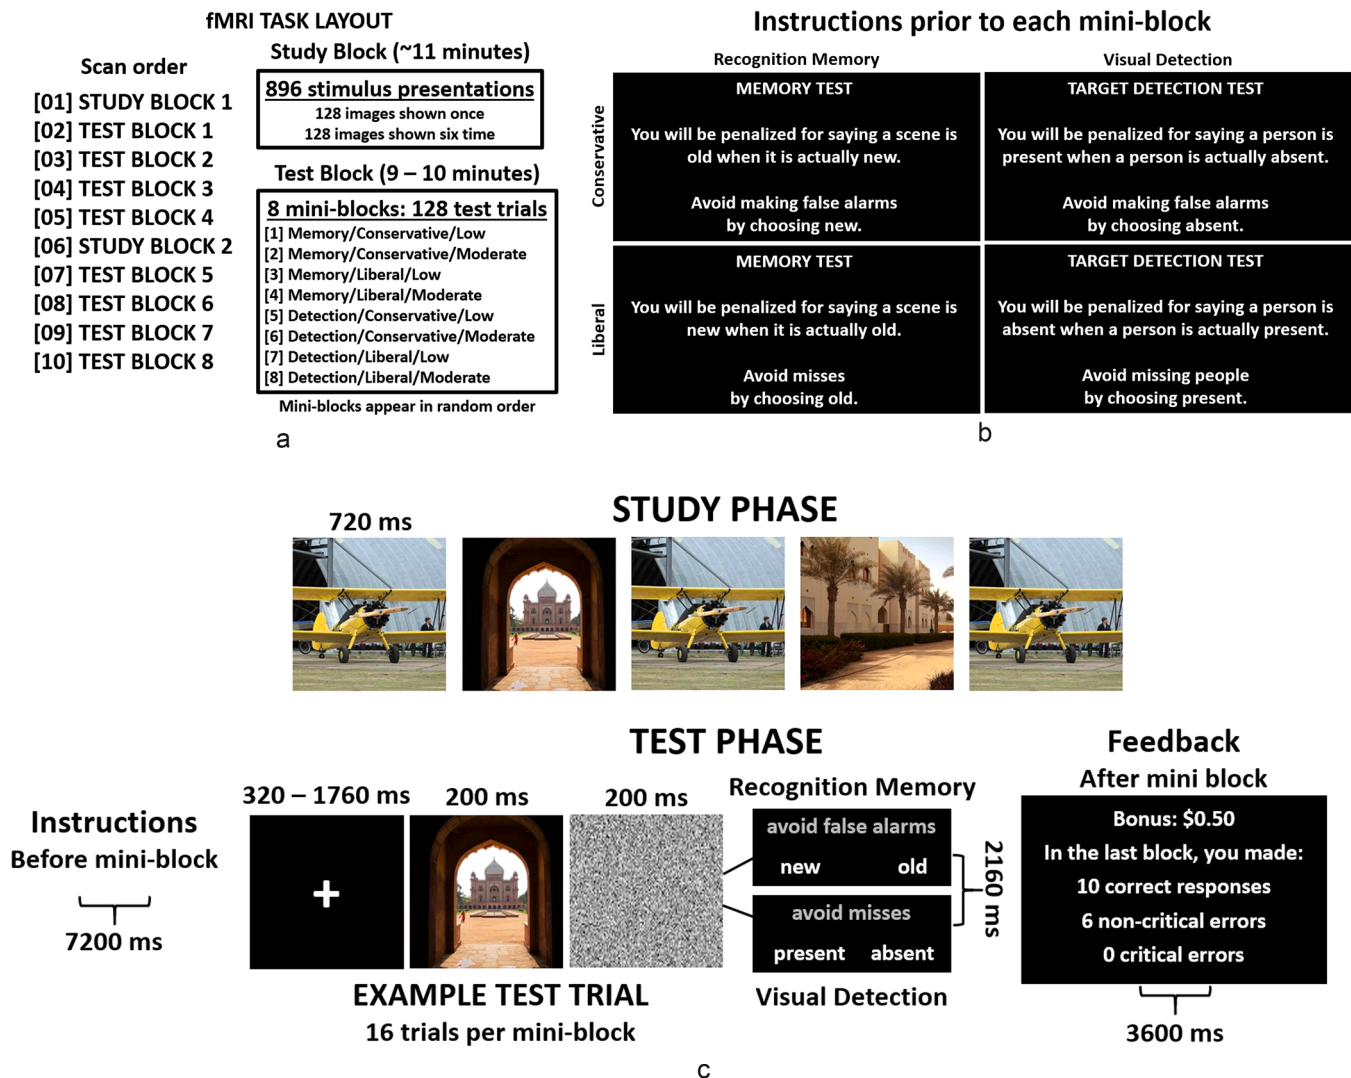 fMRI TASK LAYOUT
Scan order
[01] STUDY BLOCK 1
[02] TEST BLOCK 1
[03] TEST BLOCK 2
[04] TEST BLOCK 3
[05] TEST BLOCK 4
[06] STUDY BLOCK 2
[07] TEST BLOCK 5
[08] TEST BLOCK 6
[09] TEST BLOCK 7
[10] TEST BLOCK 8
Study Block (~11 minutes)
896 stimulus presentations
128 images shown once
128 images shown six time
Test Block (9 – 10 minutes)
8 mini-blocks: 128 test trials
[1] Memory/Conservative/Low
[2] Memory/Conservative/Moderate
[3] Memory/Liberal/Low
[4] Memory/Liberal/Moderate
[5] Detection/Conservative/Low
[6] Detection/Conservative/Moderate
[7] Detection/Liberal/Low
[8] Detection/Liberal/Moderate
Mini-blocks appear in random order
a
Instructions prior to each mini-block
Recognition Memory
Visual Detection
Conservative
MEMORY TEST
You will be penalized for saying a scene is
old when it is actually new.
Avoid making false alarms
by choosing new.
TARGET DETECTION TEST
You will be penalized for saying a person is
present when a person is actually absent.
Avoid making false alarms
by choosing absent.
Liberal
MEMORY TEST
You will be penalized for saying a scene is
new when it is actually old.
Avoid misses
by choosing old.
TARGET DETECTION TEST
You will be penalized for saying a person is
absent when a person is actually present.
Avoid missing people
by choosing present.
b
STUDY PHASE
720 ms
TEST PHASE
Instructions
Before mini-block
7200 ms
320 – 1760 ms
200 ms
200 ms
+
EXAMPLE TEST TRIAL
16 trials per mini-block
Recognition Memory
avoid false alarms
new old
avoid misses
present absent
Visual Detection
2160 ms
Feedback
After mini block
Bonus: $0.50
In the last block, you made:
10 correct responses
6 non-critical errors
0 critical errors
3600 ms
c